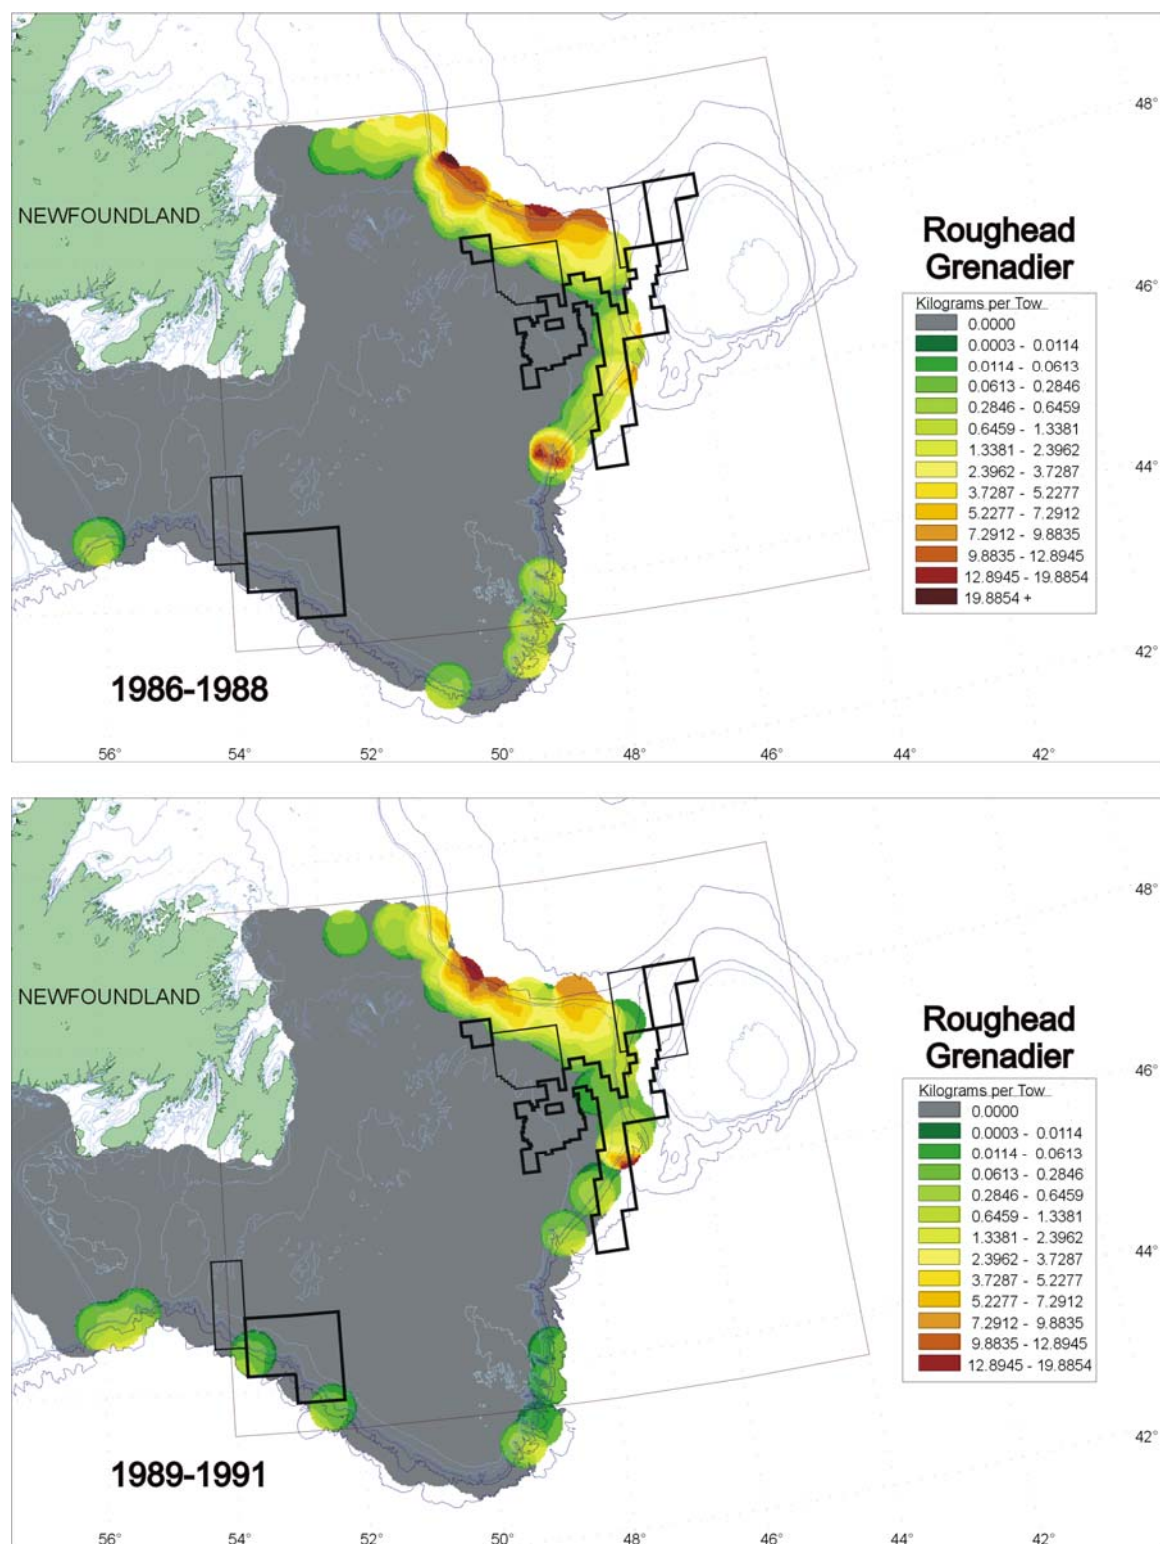 48°
NEWFOUNDLAND
Roughead
Grenadier
46°
Kilograms per Tow
0.0000
0.0003 - 0.0114
0.0114 - 0.0613
0.0613 - 0.2846
0.2846 - 0.6459
0.6459 - 1.3381
1.3381 - 2.3962
2.3962 - 3.7287
3.7287 - 5.2277
5.2277 - 7.2912
7.2912 - 9.8835
9.8835 - 12.8945
12.8945 - 19.8854
19.8854 +
44°
42°
1986-1988
56° 54° 52° 50° 48° 46° 44° 42°
48°
NEWFOUNDLAND
Roughead
Grenadier
46°
Kilograms per Tow
0.0000
0.0003 - 0.0114
0.0114 - 0.0613
0.0613 - 0.2846
0.2846 - 0.6459
0.6459 - 1.3381
1.3381 - 2.3962
2.3962 - 3.7287
3.7287 - 5.2277
5.2277 - 7.2912
7.2912 - 9.8835
9.8835 - 12.8945
12.8945 - 19.8854
44°
42°
1989-1991
56° 54° 52° 50° 48° 46° 44° 42°